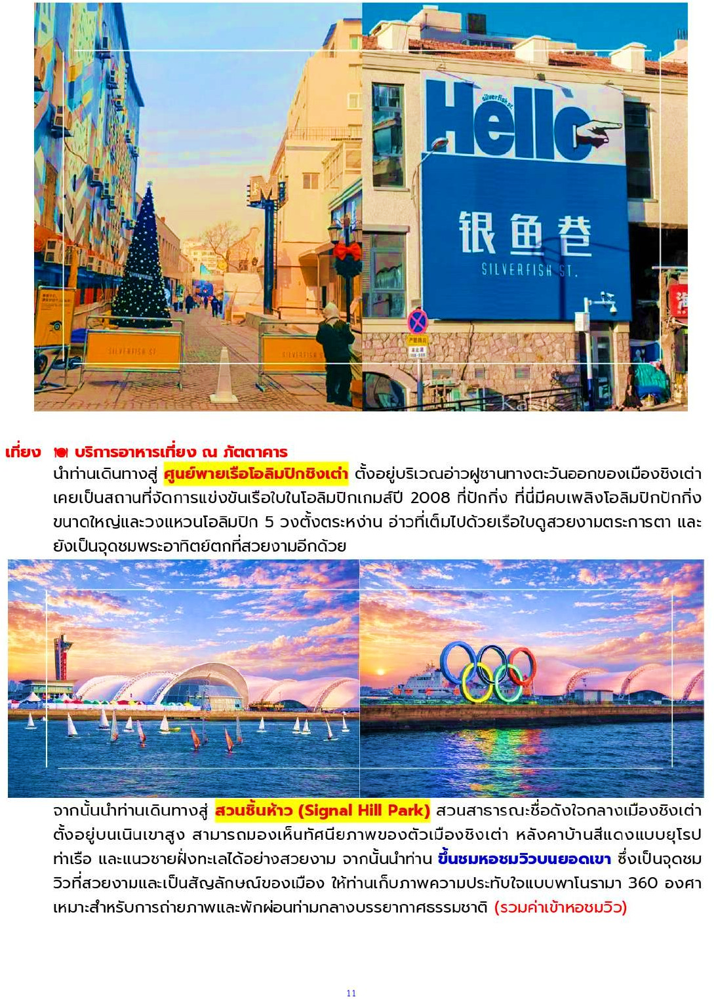 Hellò
silverfish st.
银鱼巷
SILVERFISH ST.
SILVERFISH ST.
SILVERFISH S
海
เที่ยง 🍽 บริการอาหารเที่ยง ณ ภัตตาคาร
นำท่านเดินทางสู่ ศูนย์พายเรือโอลิมปิกชิงเต่า ตั้งอยู่บริเวณอ่าวฝูซานทางตะวันออกของเมืองชิงเต่า
เคยเป็นสถานที่จัดการแข่งขันเรือใบในโอลิมปิกเกมส์ปี 2008 ที่ปักกิ่ง ที่นี่มีคบเพลิงโอลิมปิกปักกิ่ง
ขนาดใหญ่และวงแหวนโอลิมปิก 5 วงตั้งตระหง่าน อ่าวที่เต็มไปด้วยเรือใบดูสวยงามตระการตา และ
ยังเป็นจุดชมพระอาทิตย์ตกที่สวยงามอีกด้วย
จากนั้นนำท่านเดินทางสู่ สวนชิ้นห้าว (Signal Hill Park) สวนสาธารณะชื่อดังใจกลางเมืองชิงเต่า
ตั้งอยู่บนเนินเขาสูง สามารถมองเห็นทัศนียภาพของตัวเมืองชิงเต่า หลังคาบ้านสีแดงแบบยุโรป
ท่าเรือ และแนวชายฝั่งทะเลได้อย่างสวยงาม จากนั้นนำท่าน ขึ้นชมหอชมวิวบนยอดเขา ซึ่งเป็นจุดชม
วิวที่สวยงามและเป็นสัญลักษณ์ของเมือง ให้ท่านเก็บภาพความประทับใจแบบพาโนรามา 360 องศา
เหมาะสำหรับการถ่ายภาพและพักผ่อนท่ามกลางบรรยากาศธรรมชาติ (รวมค่าเข้าหอชมวิว)
11